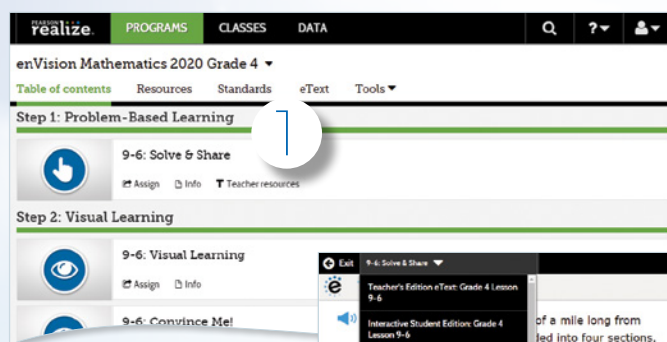 PEARSON
realize. PROGRAMS CLASSES DATA ?
enVision Mathematics 2020 Grade 4
Table of contents Resources Standards eText Tools
Step 1: Problem-Based Learning
1
9-6: Solve & Share
Assign Info T Teacher resources
Step 2: Visual Learning
9-6: Visual Learning
Assign Info
9-6: Convince Me!
Exit 9-6: Solve & Share
é
Teacher's Edition eText: Grade 4 Lesson
9-6
Interactive Student Edition: Grade 4
Lesson 9-6
of a mile long from
ded into four sections,